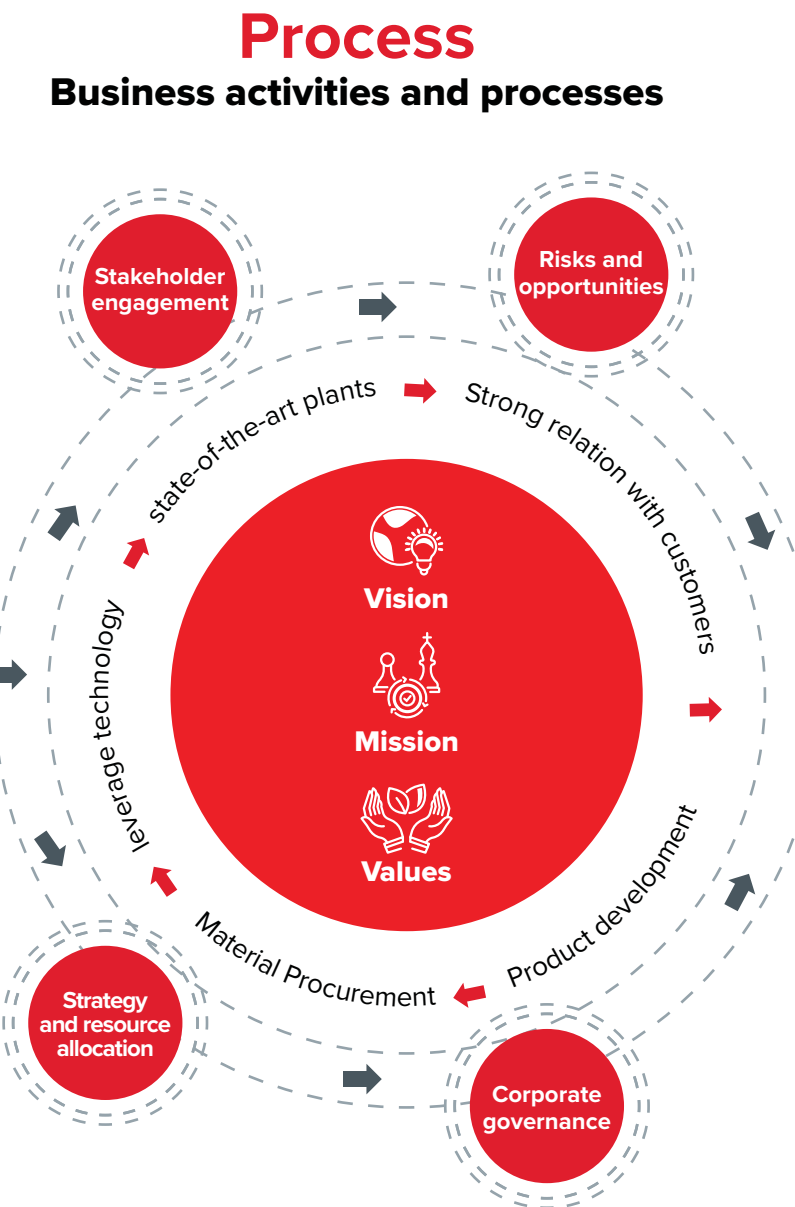 Process
Business activities and processes
Stakeholder
engagement
Risks and
opportunities
state-of-the-art plants
Strong relation with customers
leverage technology
Vision
Mission
Values
Product development
Material Procurement
Strategy
and resource
allocation
Corporate
governance